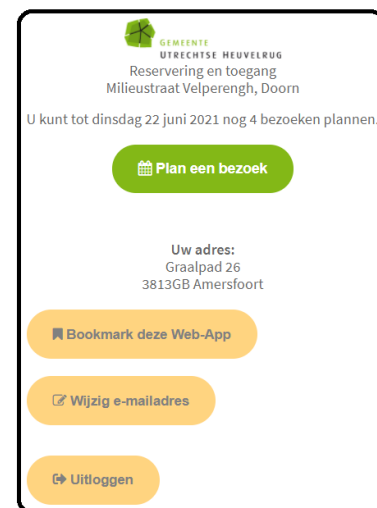 GEMEENTE
UTRECHTSE HEUVELRUG
Reservering en toegang
Milieustraat Velperengh, Doorn
U kunt tot dinsdag 22 juni 2021 nog 4 bezoeken plannen.
Plan een bezoek
Uw adres:
Graalpad 26
3813GB Amersfoort
Bookmark deze Web-App
Wijzig e-mailadres
Uitloggen